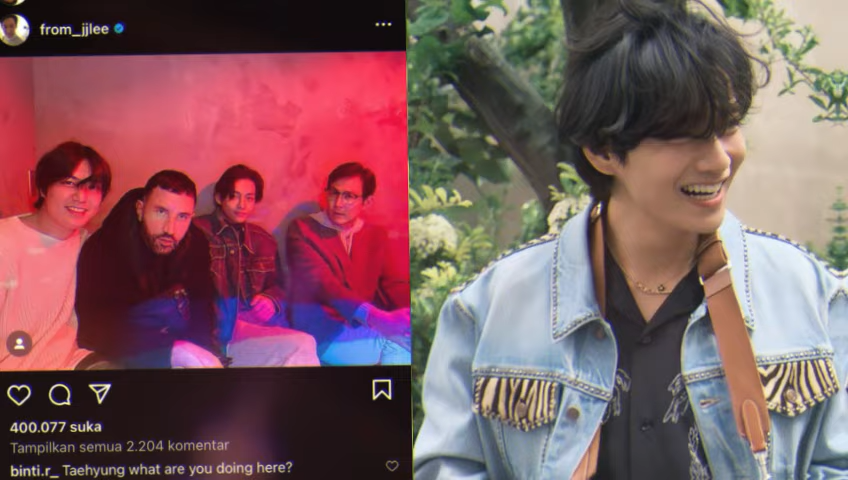 from_jjlee
400.077 suka
Tampilkan semua 2.204 komentar
binti.r_ Taehyung what are you doing here?